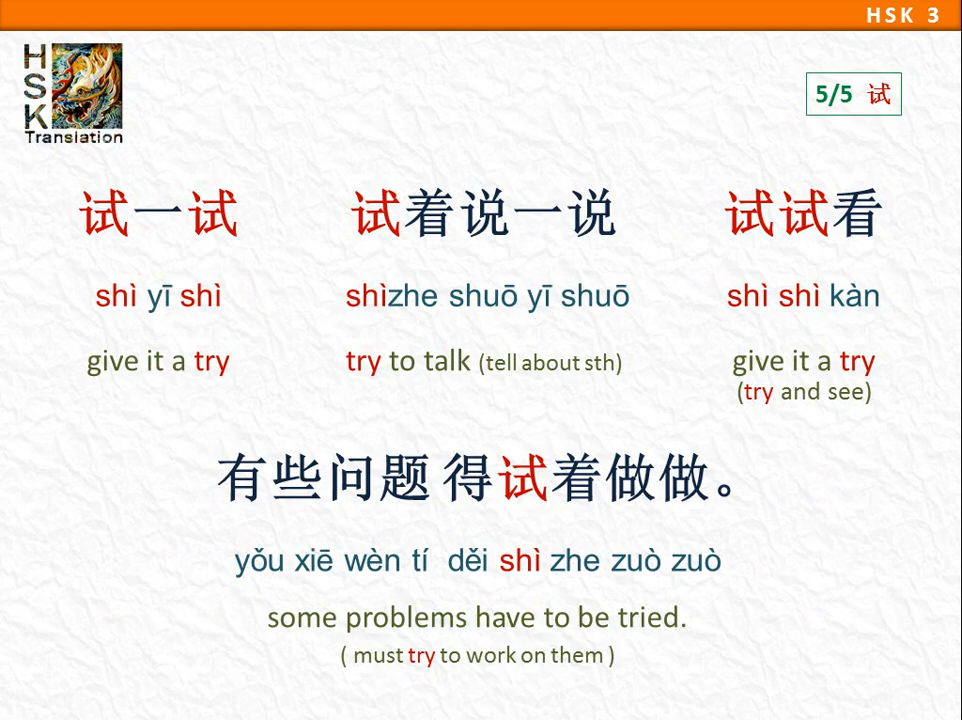 HSK 3
HSK
Translation
5/5 试
试一试 试着说一说 试试看
shì yī shì shìzhe shuō yī shuō shì shì kàn
give it a try try to talk (tell about sth) give it a try
(try and see)
有些问题 得试着做做。
yǒu xiē wèn tí děi shì zhe zuò zuò
some problems have to be tried.
( must try to work on them )